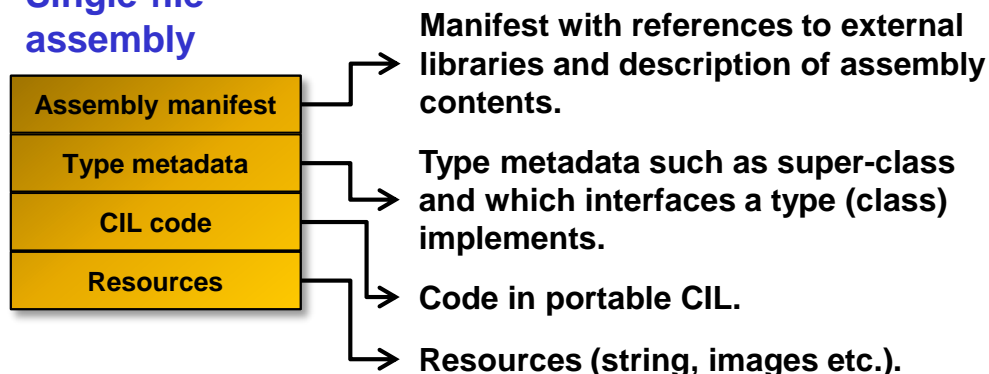 Single file
assembly
Assembly manifest
Type metadata
CIL code
Resources
Manifest with references to external
libraries and description of assembly
contents.
Type metadata such as super-class
and which interfaces a type (class)
implements.
Code in portable CIL.
Resources (string, images etc.).